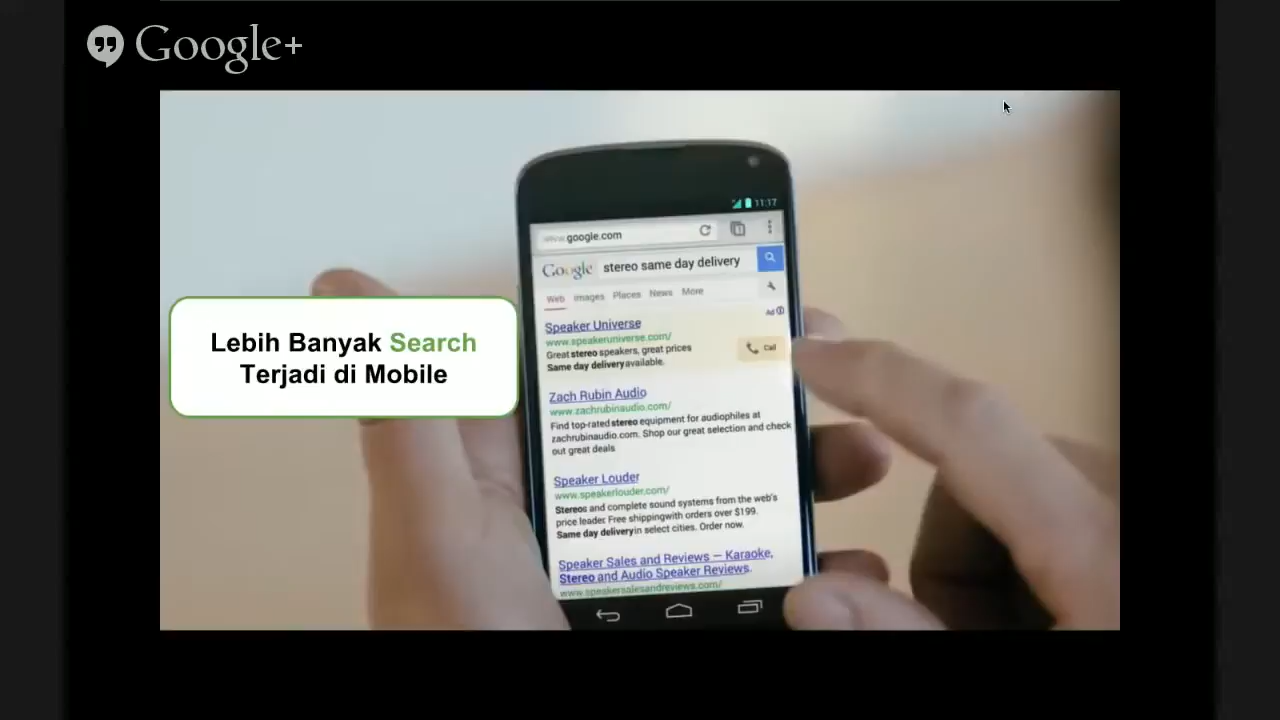 Google+
11:17
www.google.com
Google stereo same day delivery
Web Images Places News More
Ad
Speaker Universe
www.speakeruniverse.com/
Great stereo speakers, great prices
Same day delivery available.
Call
Zach Rubin Audio
www.zachrubinaudio.com/
Find top-rated stereo equipment for audiophiles at
zachrubinaudio.com. Shop our great selection and check
out great deals
Speaker Louder
www.speakerlouder.com/
Stereos and complete sound systems from the web's
price leader. Free shippingwith orders over $199.
Same day deliveryin select cities. Order now.
Speaker Sales and Reviews — Karaoke,
Stereo and Audio Speaker Reviews.
www.speakersalesandreviews.com/
Lebih Banyak Search
Terjadi di Mobile